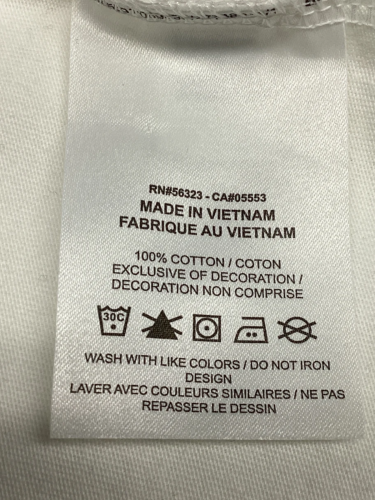 RN#56323 - CA#05553
MADE IN VIETNAM
FABRIQUE AU VIETNAM
100% COTTON / COTON
EXCLUSIVE OF DECORATION /
DECORATION NON COMPRISE
30C
WASH WITH LIKE COLORS / DO NOT IRON
DESIGN
LAVER AVEC COULEURS SIMILAIRES / NE PAS
REPASSER LE DESSIN